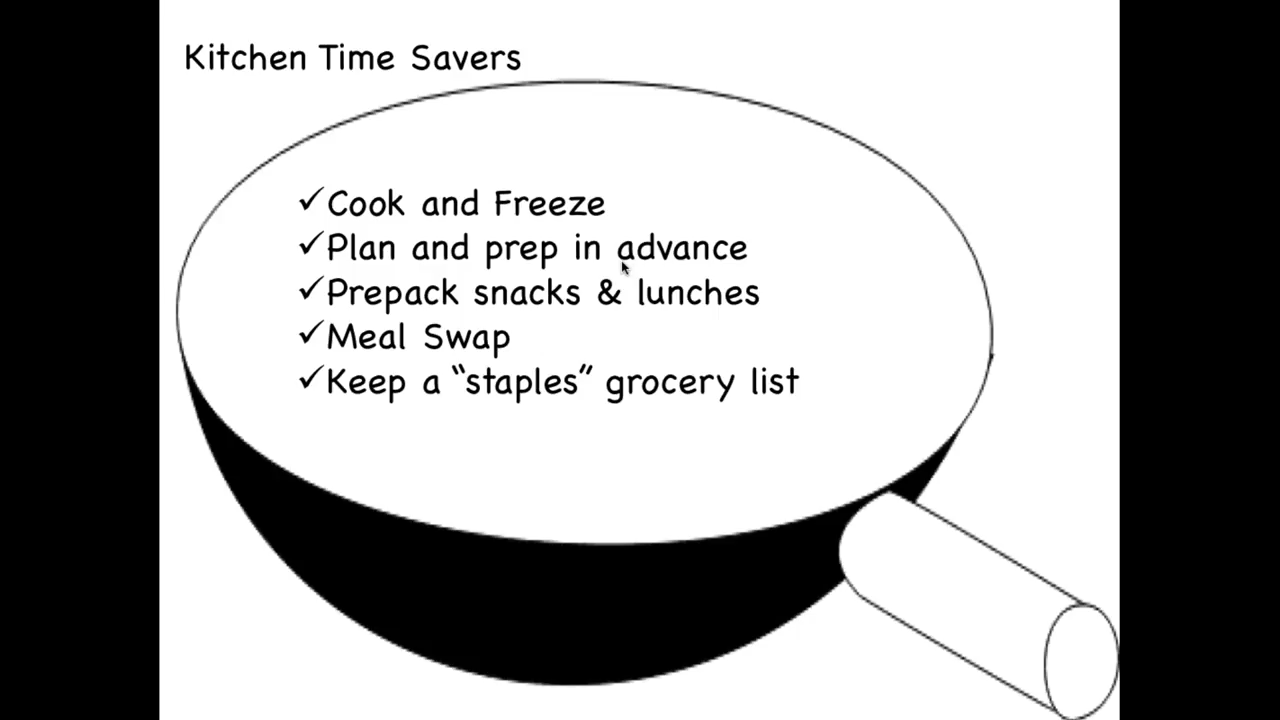 Kitchen Time Savers
✓Cook and Freeze
✓Plan and prep in advance
✓Prepack snacks & lunches
✓Meal Swap
✓Keep a “staples” grocery list